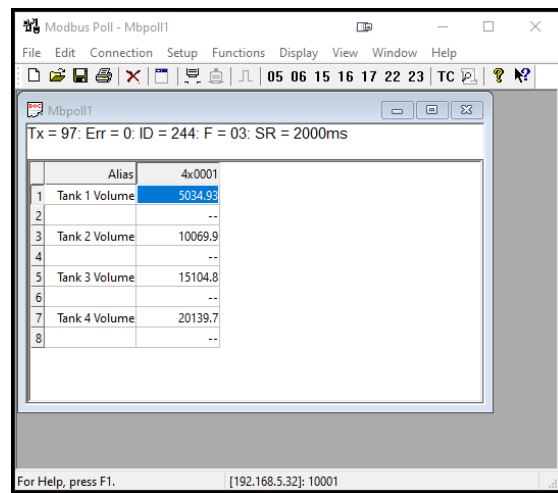 Modbus Poll - Mbpoll1
File Edit Connection Setup Functions Display View Window Help
05 06 15 16 17 22 23 TC
Mbpoll1
Tx = 97: Err = 0: ID = 244: F = 03: SR = 2000ms
Alias 4x0001
1 Tank 1 Volume 5034.93
2 --
3 Tank 2 Volume 10069.9
4 --
5 Tank 3 Volume 15104.8
6 --
7 Tank 4 Volume 20139.7
8 --
For Help, press F1. [192.168.5.32]: 10001